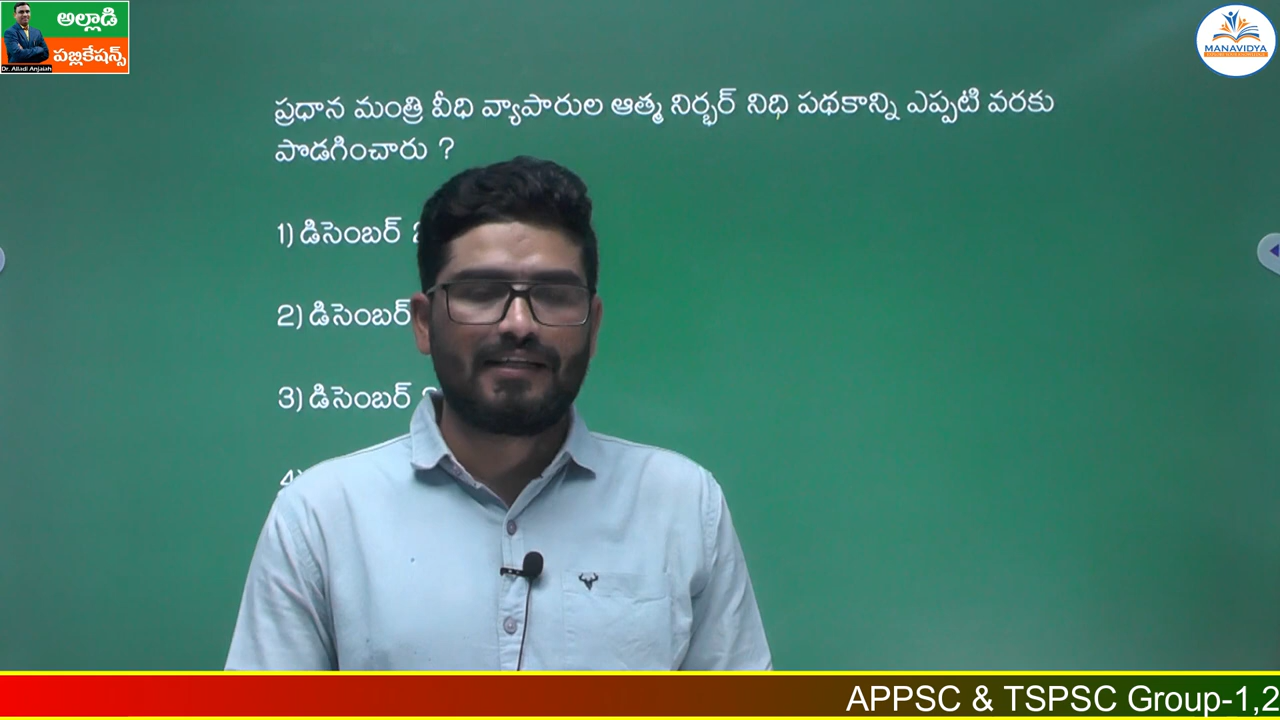 అల్లాడి
పబ్లికేషన్స్
Dr. Alladi Anjaiah
MANAVIDYA
ప్రధాన మంత్రి వీధి వ్యాపారుల ఆత్మ నిర్భర్ నిధి పథకాన్ని ఎప్పటి వరకు
పొడగించారు ?
1) డిసెంబర్
2) డిసెంబర్
3) డిసెంబర్
4)
APPSC & TSPSC Group-1,2